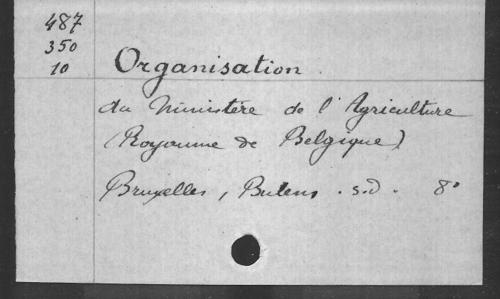 487
350
10
Organisation
du Ministère de l'Agriculture
(Royaume de Belgique)
Bruxelles, Bulens . s.d. 8°